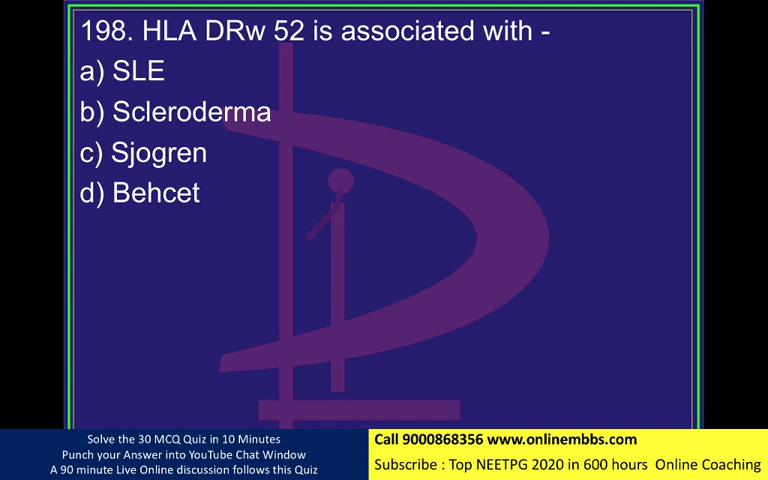 198. HLA DRw 52 is associated with -
a) SLE
b) Scleroderma
c) Sjogren
d) Behcet
Solve the 30 MCQ Quiz in 10 Minutes
Punch your Answer into YouTube Chat Window
A 90 minute Live Online discussion follows this Quiz
Call 9000868356 www.onlinembbs.com
Subscribe : Top NEETPG 2020 in 600 hours Online Coaching